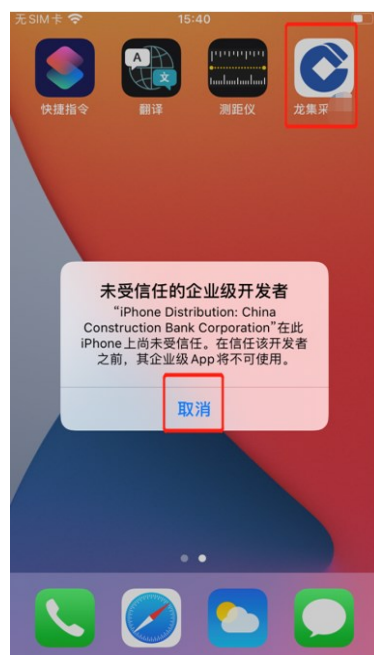 无SIM卡 15:40
快捷指令 翻译 测距仪 龙集采
未受信任的企业级开发者
“iPhone Distribution: China
Construction Bank Corporation”在此
iPhone上尚未受信任。在信任该开发者
之前，其企业级App将不可使用。
取消